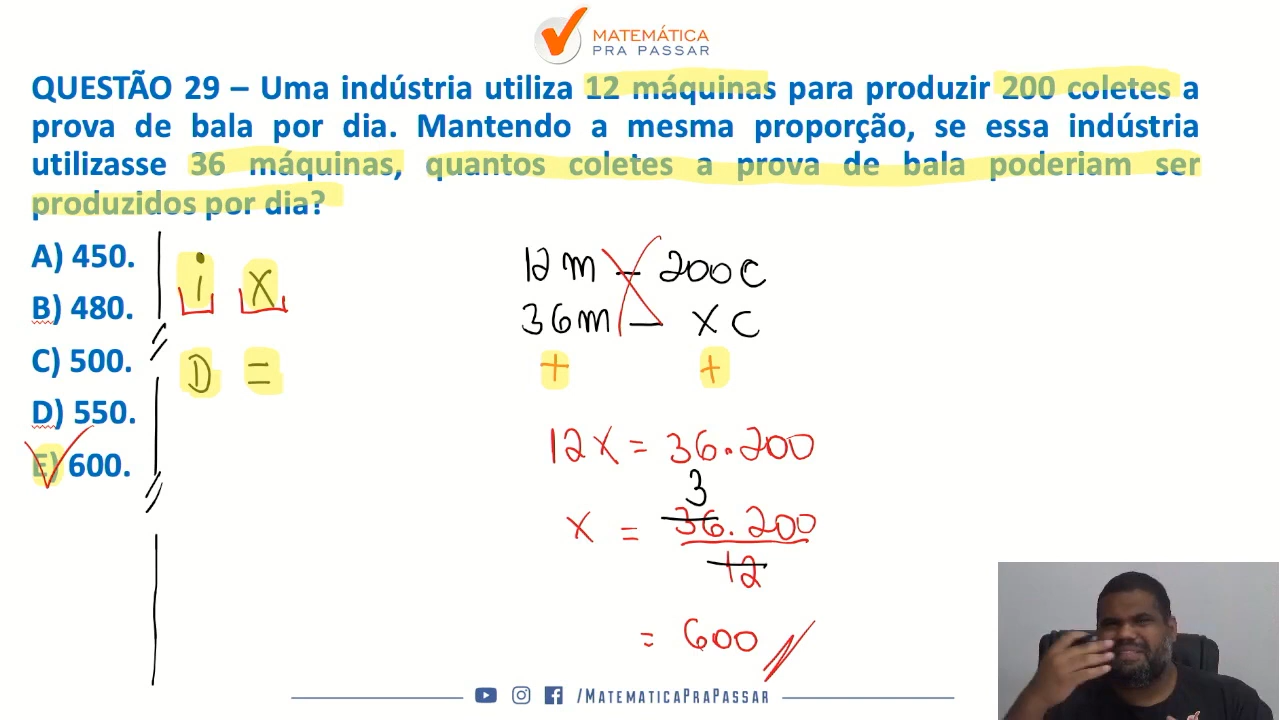 MATEMÁTICA
PRA PASSAR
QUESTÃO 29 – Uma indústria utiliza 12 máquinas para produzir 200 coletes a
prova de bala por dia. Mantendo a mesma proporção, se essa indústria
utilizasse 36 máquinas, quantos coletes a prova de bala poderiam ser
produzidos por dia?
A) 450.
B) 480.
C) 500.
D) 550.
E) 600.
i X
D =
12m – 200C
36m – XC
+ +
12X = 36.200
3
X = 36.200
12
= 600 //
/MATEMATICAPRAPASSAR